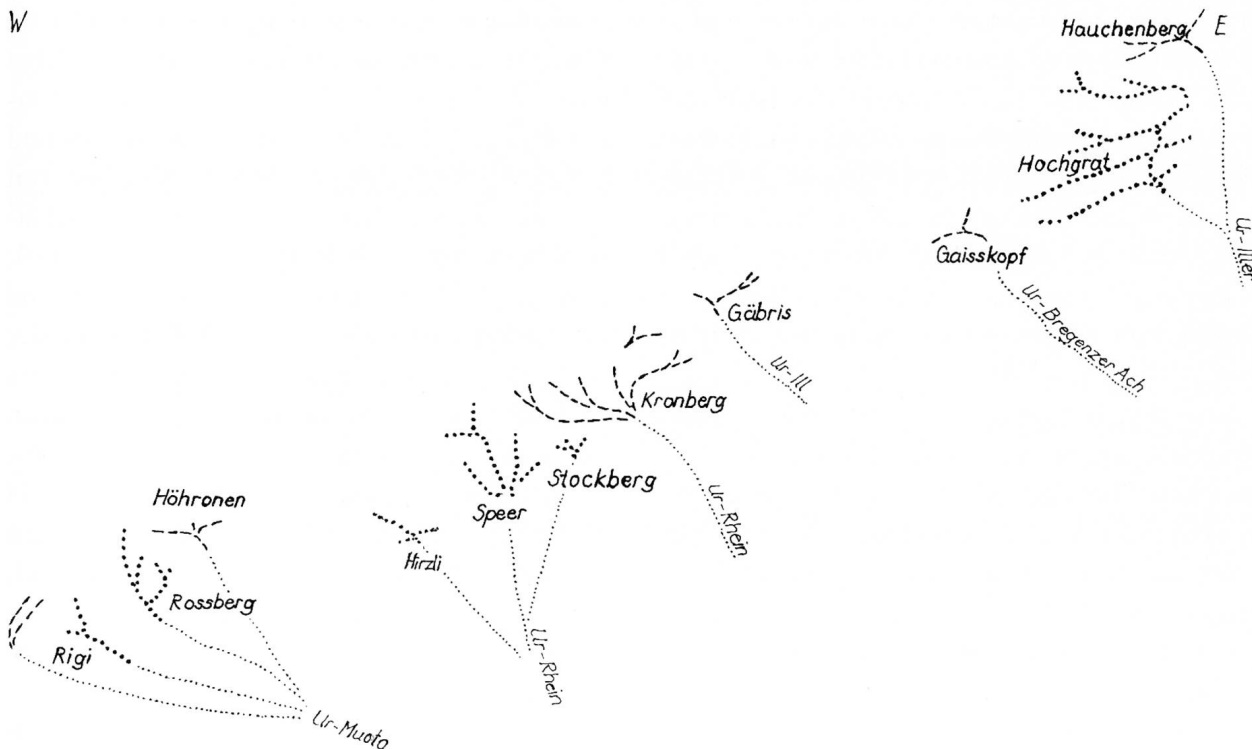 W
Hauchenberg
E
Hochgrat
Ur-Iller
Gaisskopf
Ur-Bregenzer Ach
Gäbris
Ur-Ill
Kronberg
Ur-Rhein
Stockberg
Speer
Höhronen
Hirzli
Rossberg
Ur-Rhein
Rigi
Ur-Muota